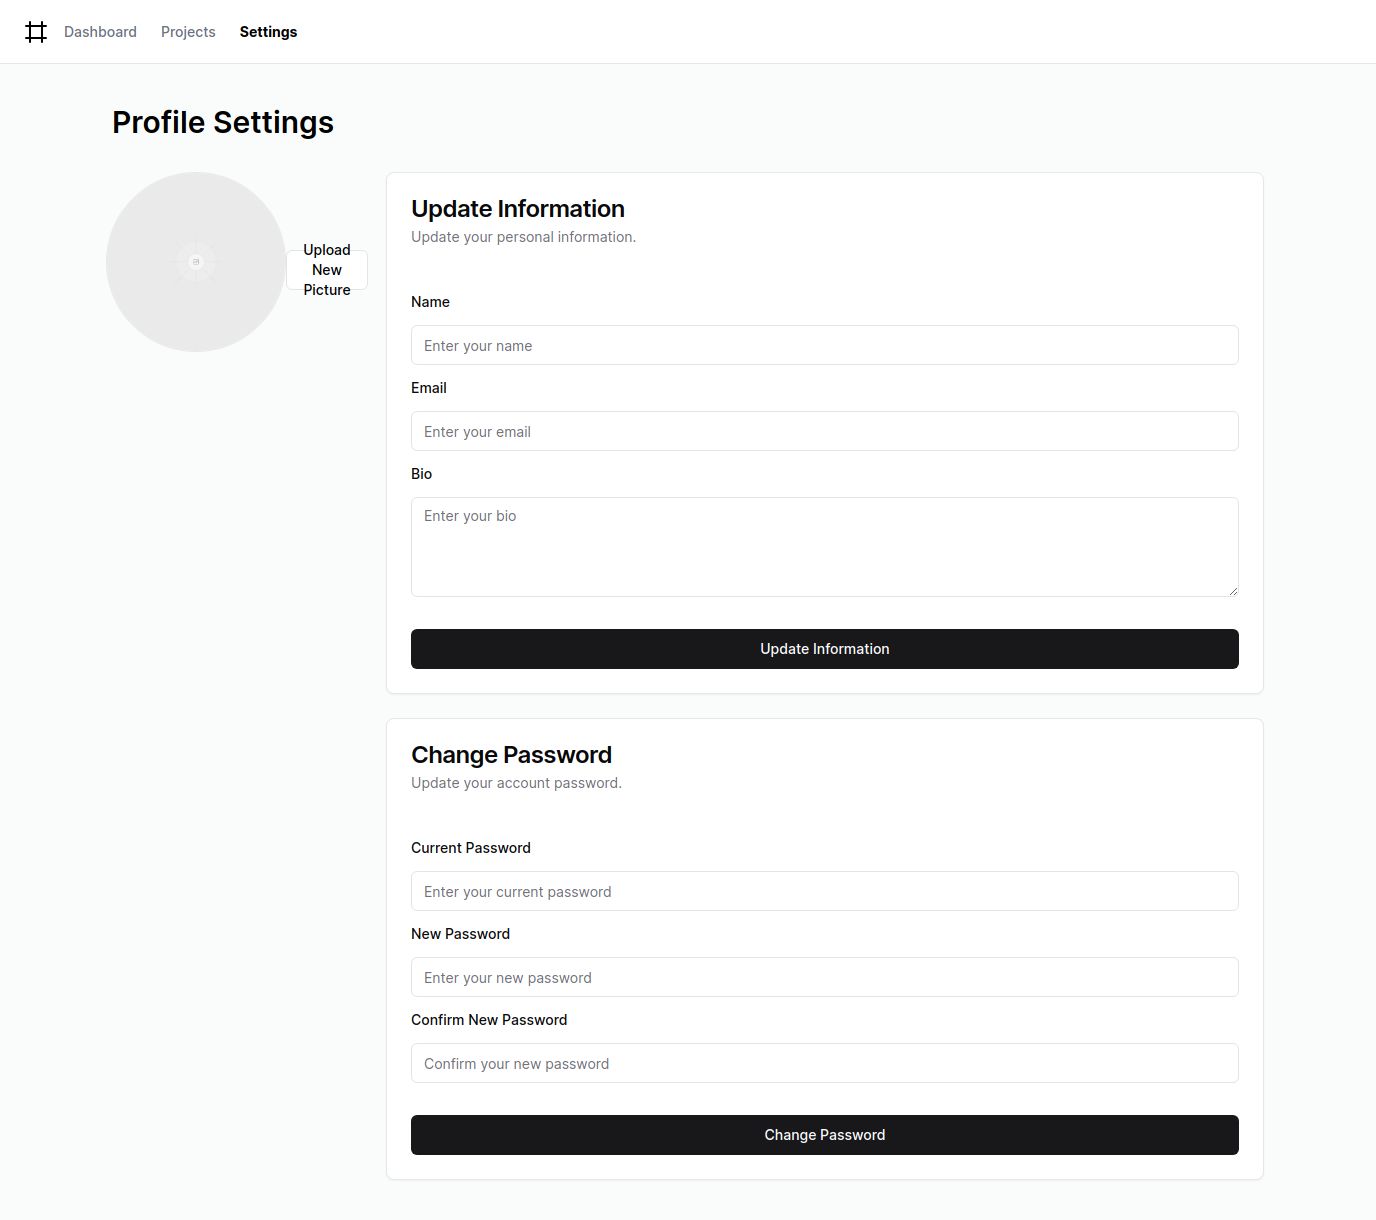 Dashboard
Projects
Settings
Profile Settings
Upload
New
Picture
Update Information
Update your personal information.
Name
Enter your name
Email
Enter your email
Bio
Enter your bio
Update Information
Change Password
Update your account password.
Current Password
Enter your current password
New Password
Enter your new password
Confirm New Password
Confirm your new password
Change Password